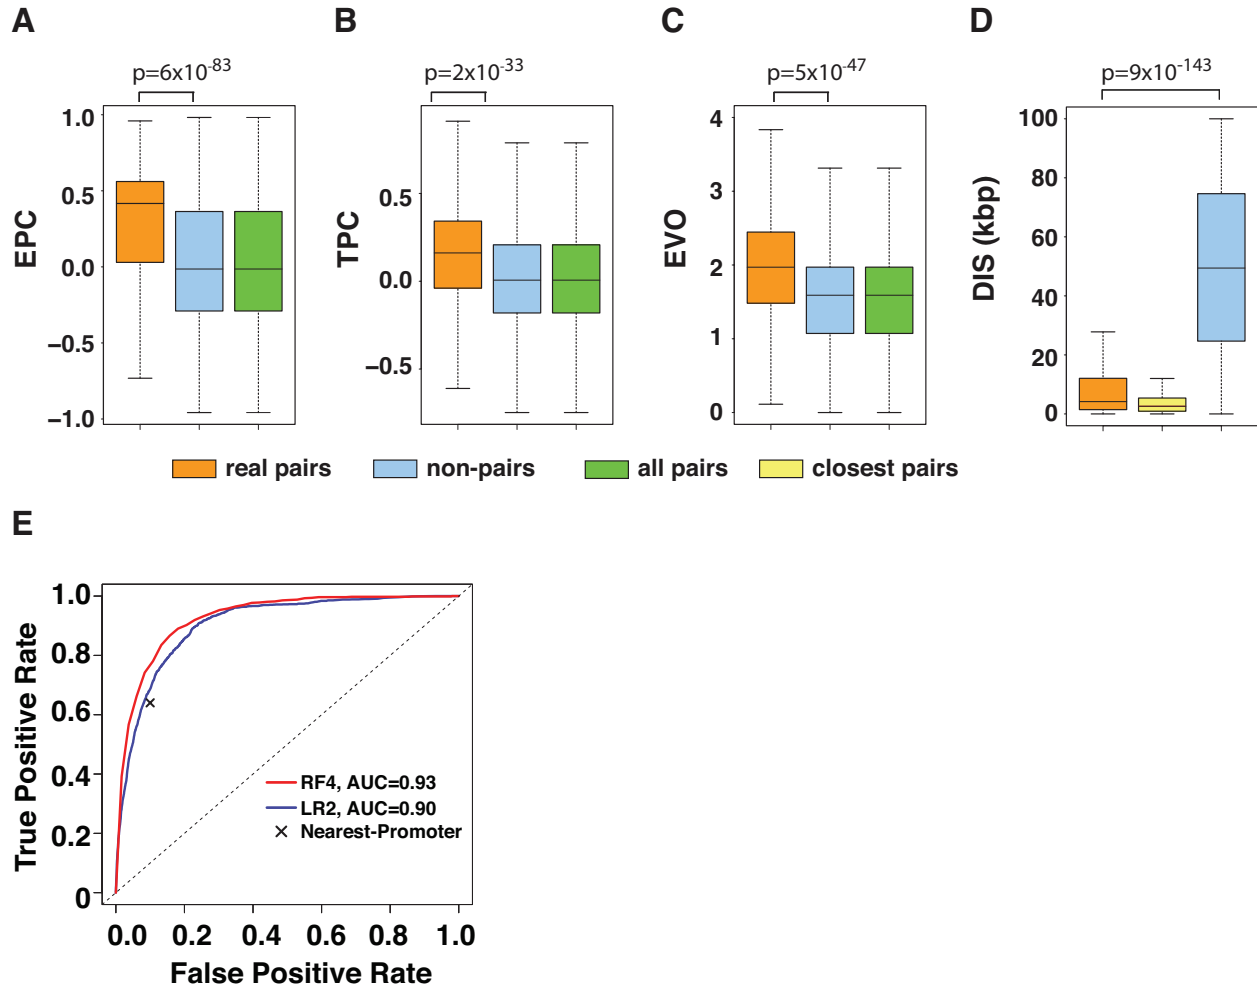 A
B
C
D
p=6x10^-83
p=2x10^-33
p=5x10^-47
p=9x10^-143
EPC
1.0
0.5
0.0
−0.5
−1.0
TPC
0.5
0.0
−0.5
EVO
4
3
2
1
0
DIS (kbp)
100
80
60
40
20
0
real pairs
non-pairs
all pairs
closest pairs
E
True Positive Rate
1.0
0.8
0.6
0.4
0.2
0
RF4, AUC=0.93
LR2, AUC=0.90
Nearest-Promoter
0.0 0.2 0.4 0.6 0.8 1.0
False Positive Rate